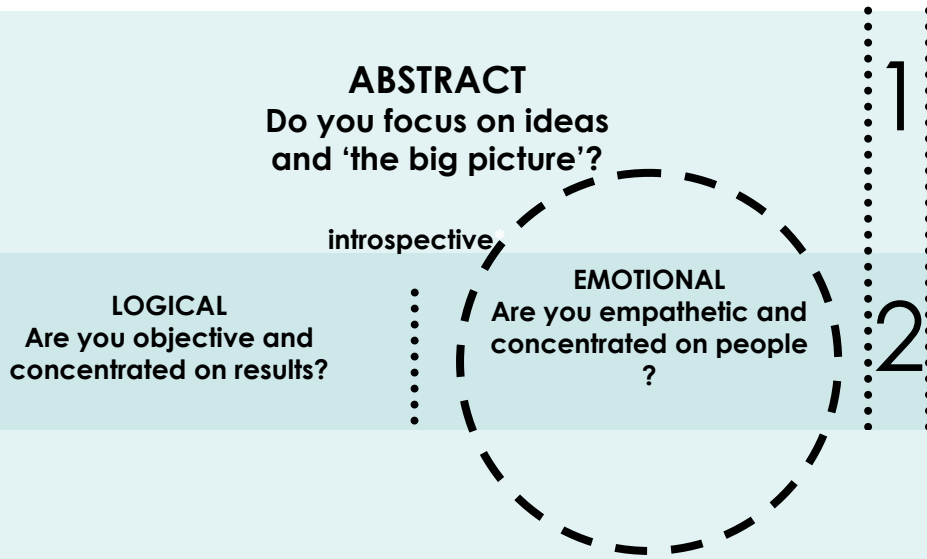 ABSTRACT
Do you focus on ideas
and ‘the big picture’?
1
introspective*
LOGICAL
Are you objective and
concentrated on results?
EMOTIONAL
Are you empathetic and
concentrated on people
?
2